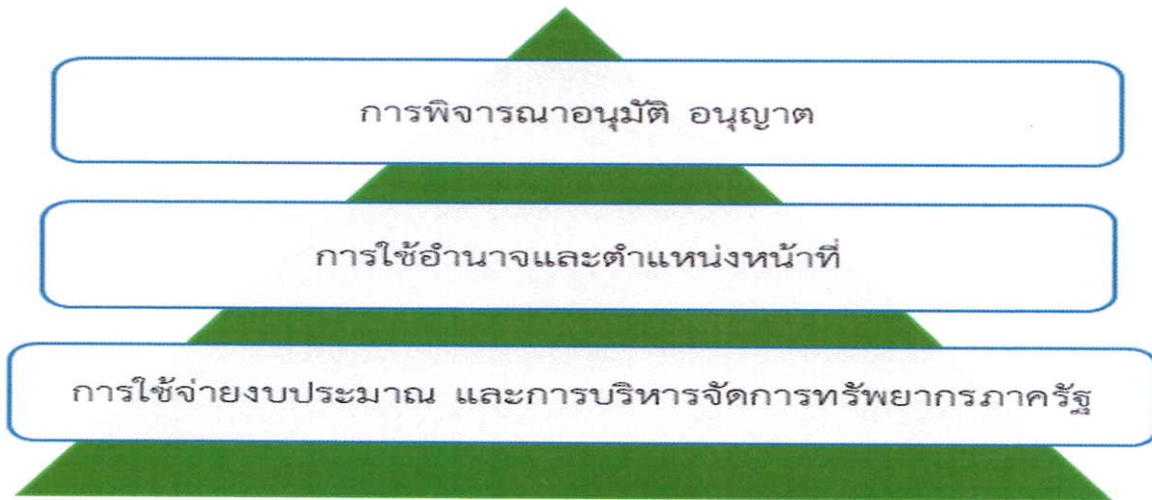 การพิจารณาอนุมัติ อนุญาต
การใช้อำนาจและตำแหน่งหน้าที่
การใช้จ่ายงบประมาณ และการบริหารจัดการทรัพยากรภาครัฐ